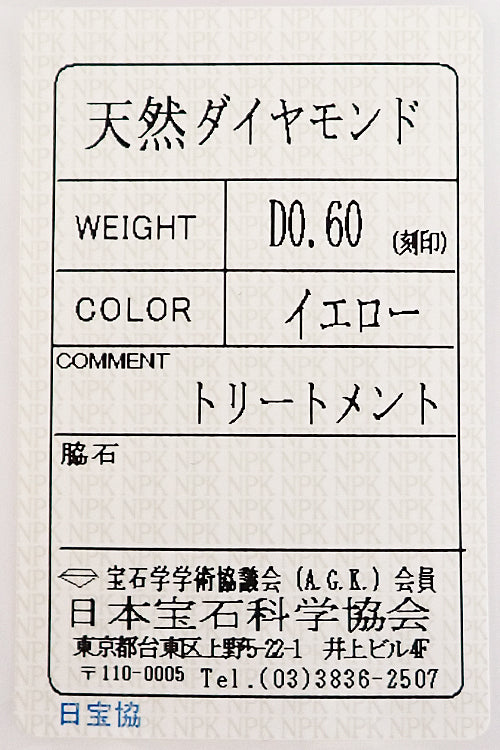 天然ダイヤモンド
WEIGHT D0.60 (刻印)
COLOR イエロー
COMMENT
トリートメント
脇石
宝石学学術協議会 (A.G.K.) 会員
日本宝石科学協会
東京都台東区上野5-22-1 井上ビル4F
〒110-0005 Tel.(03)3836-2507
日宝協